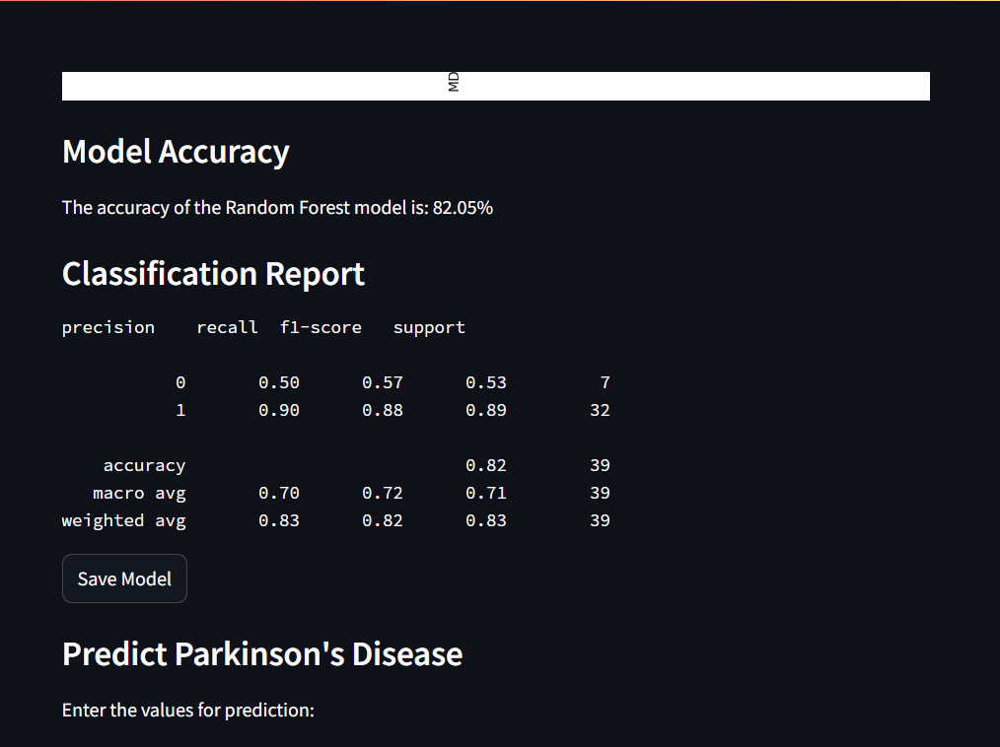 MD
Model Accuracy
The accuracy of the Random Forest model is: 82.05%
Classification Report
precision    recall  f1-score   support
0       0.50      0.57      0.53         7
1       0.90      0.88      0.89        32
accuracy                           0.82        39
macro avg       0.70      0.72      0.71        39
weighted avg       0.83      0.82      0.83        39
Save Model
Predict Parkinson's Disease
Enter the values for prediction: